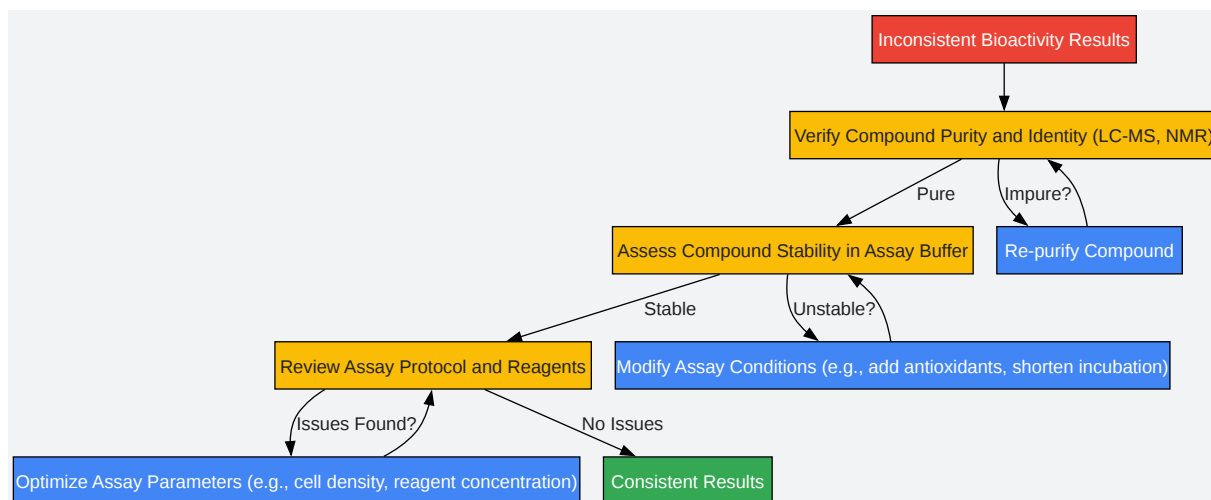 Inconsistent Bioactivity Results
Verify Compound Purity and Identity (LC-MS, NMR)
Pure
Impure?
Assess Compound Stability in Assay Buffer
Re-purify Compound
Stable
Unstable?
Review Assay Protocol and Reagents
Modify Assay Conditions (e.g., add antioxidants, shorten incubation)
Issues Found?
No Issues
Optimize Assay Parameters (e.g., cell density, reagent concentration)
Consistent Results